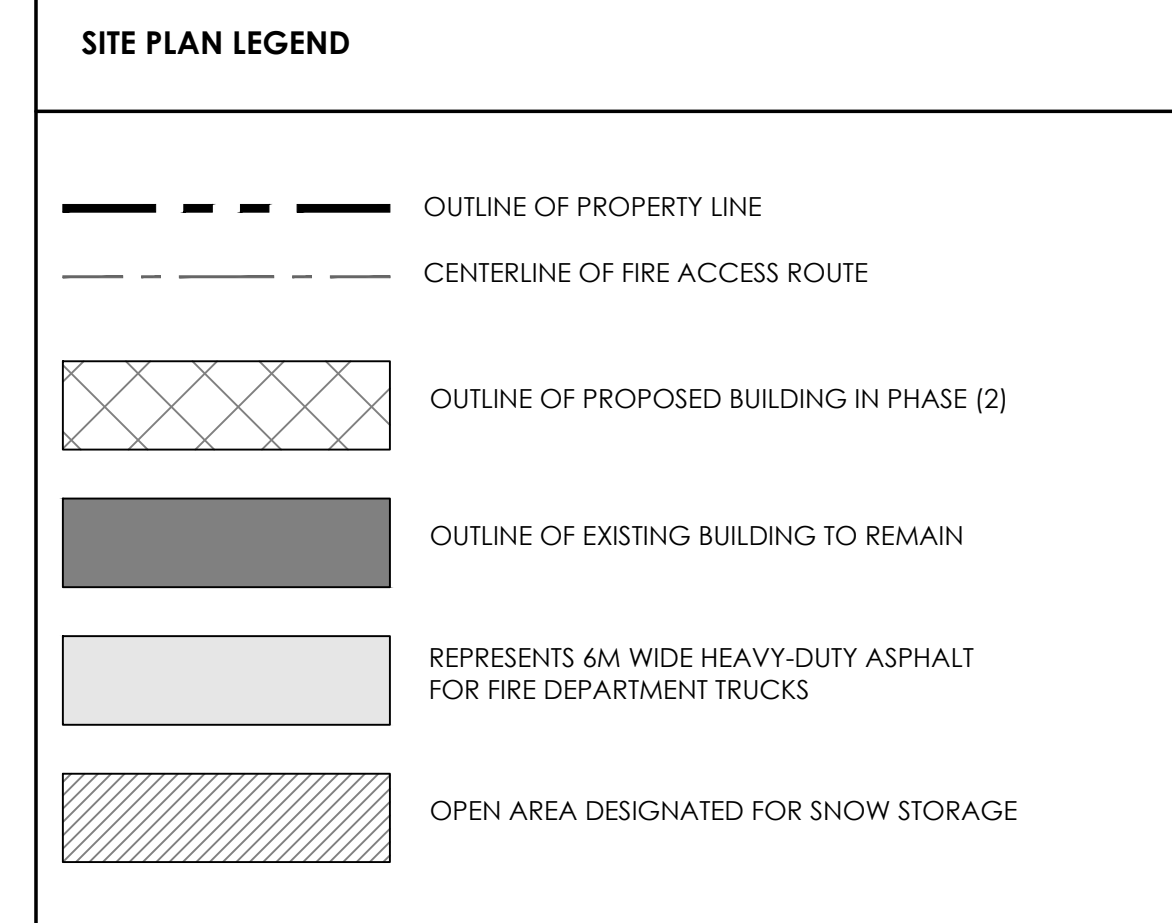 SITE PLAN LEGEND
OUTLINE OF PROPERTY LINE
CENTERLINE OF FIRE ACCESS ROUTE
OUTLINE OF PROPOSED BUILDING IN PHASE (2)
OUTLINE OF EXISTING BUILDING TO REMAIN
REPRESENTS 6M WIDE HEAVY-DUTY ASPHALT
FOR FIRE DEPARTMENT TRUCKS
OPEN AREA DESIGNATED FOR SNOW STORAGE